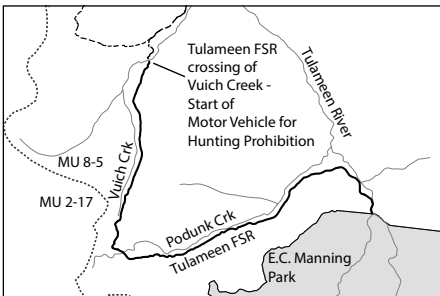 Tulameen FSR
crossing of
Vuich Creek -
Start of
Motor Vehicle for
Hunting Prohibition
Tulameen River
MU 8-5
Vuich Crk
MU 2-17
Podunk Crk
Tulameen FSR
E.C. Manning
Park